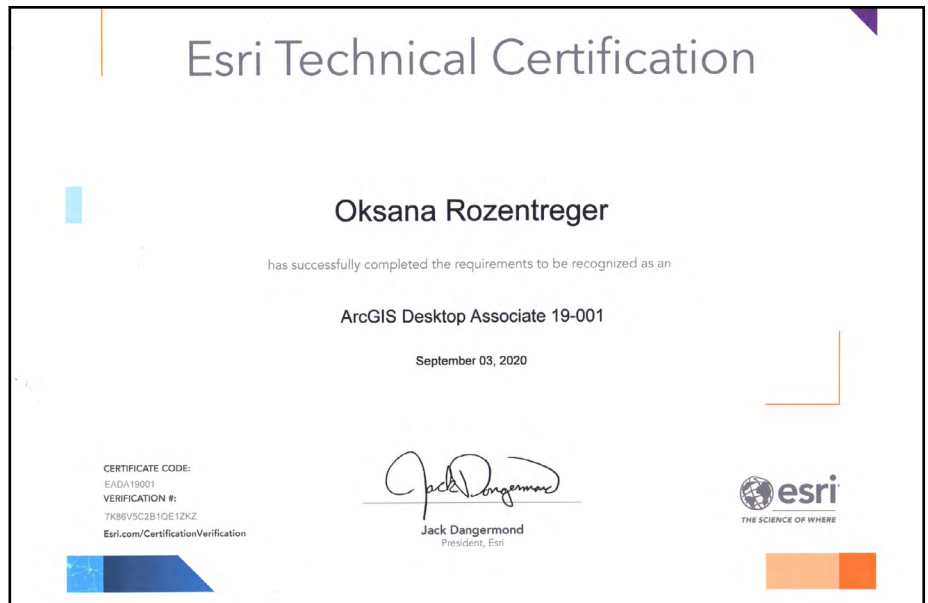 Esri Technical Certification
Oksana Rozentreger
has successfully completed the requirements to be recognized as an
ArcGIS Desktop Associate 19-001
September 03, 2020
CERTIFICATE CODE:
EADA19001
VERIFICATION #:
7K86V5C2B1QE1ZKZ
Esri.com/CertificationVerification
Jack Dangermond
Jack Dangermond
President, Esri
esri
THE SCIENCE OF WHERE